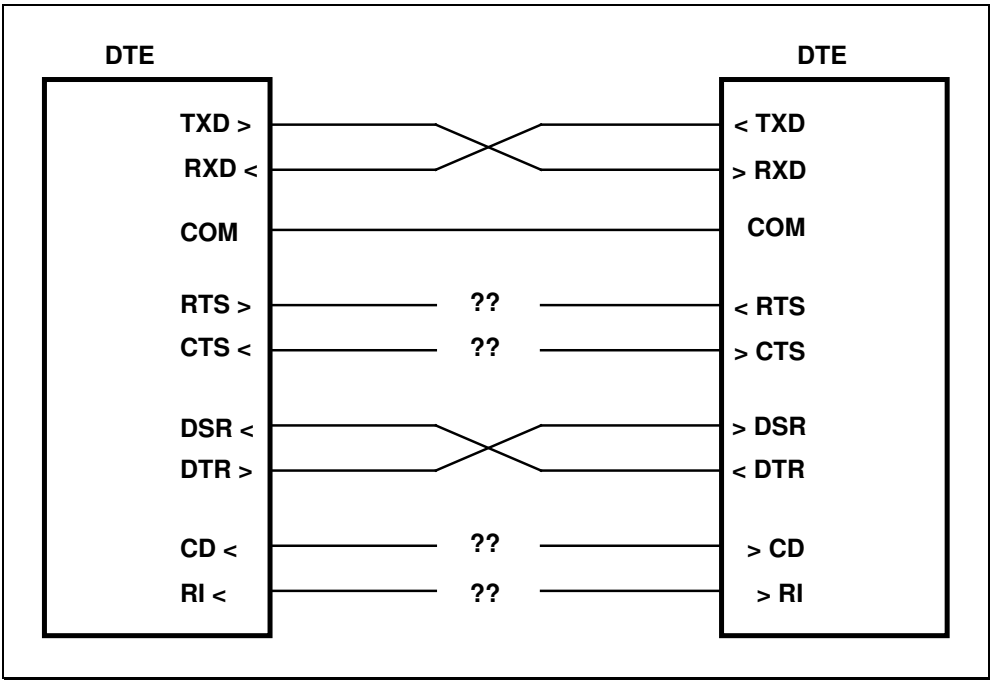 DTE DTE
TXD > < TXD
RXD < > RXD
COM COM
RTS > ?? < RTS
CTS < ?? > CTS
DSR < > DSR
DTR > < DTR
CD < ?? > CD
RI < ?? > RI